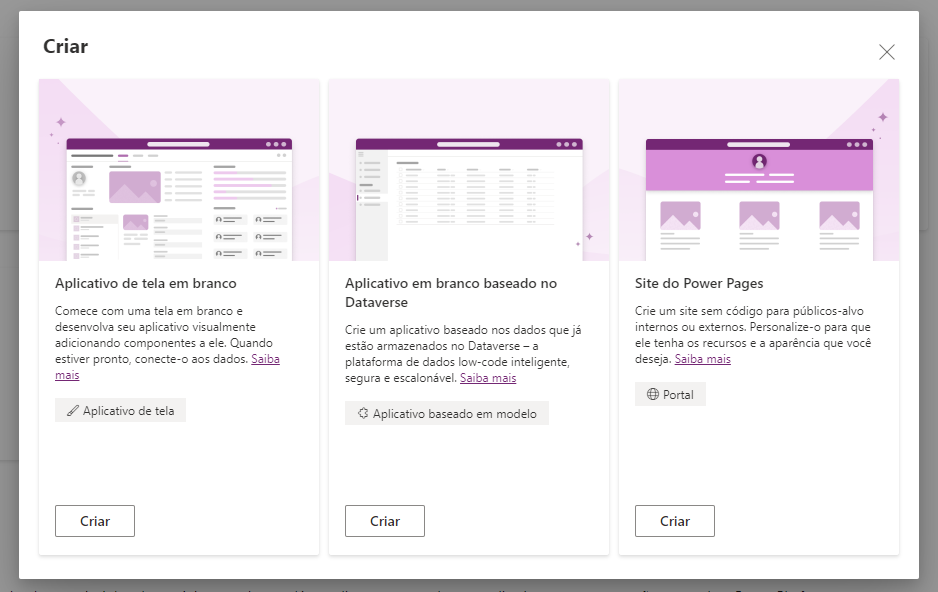 Criar
Aplicativo de tela em branco
Comece com uma tela em branco e
desenvolva seu aplicativo visualmente
adicionando componentes a ele. Quando
estiver pronto, conecte-o aos dados. Saiba
mais
Aplicativo de tela
Criar
Aplicativo em branco baseado no
Dataverse
Crie um aplicativo baseado nos dados que já
estão armazenados no Dataverse – a
plataforma de dados low-code inteligente,
segura e escalonável. Saiba mais
Aplicativo baseado em modelo
Criar
Site do Power Pages
Crie um site sem código para públicos-alvo
internos ou externos. Personalize-o para que
ele tenha os recursos e a aparência que você
deseja. Saiba mais
Portal
Criar